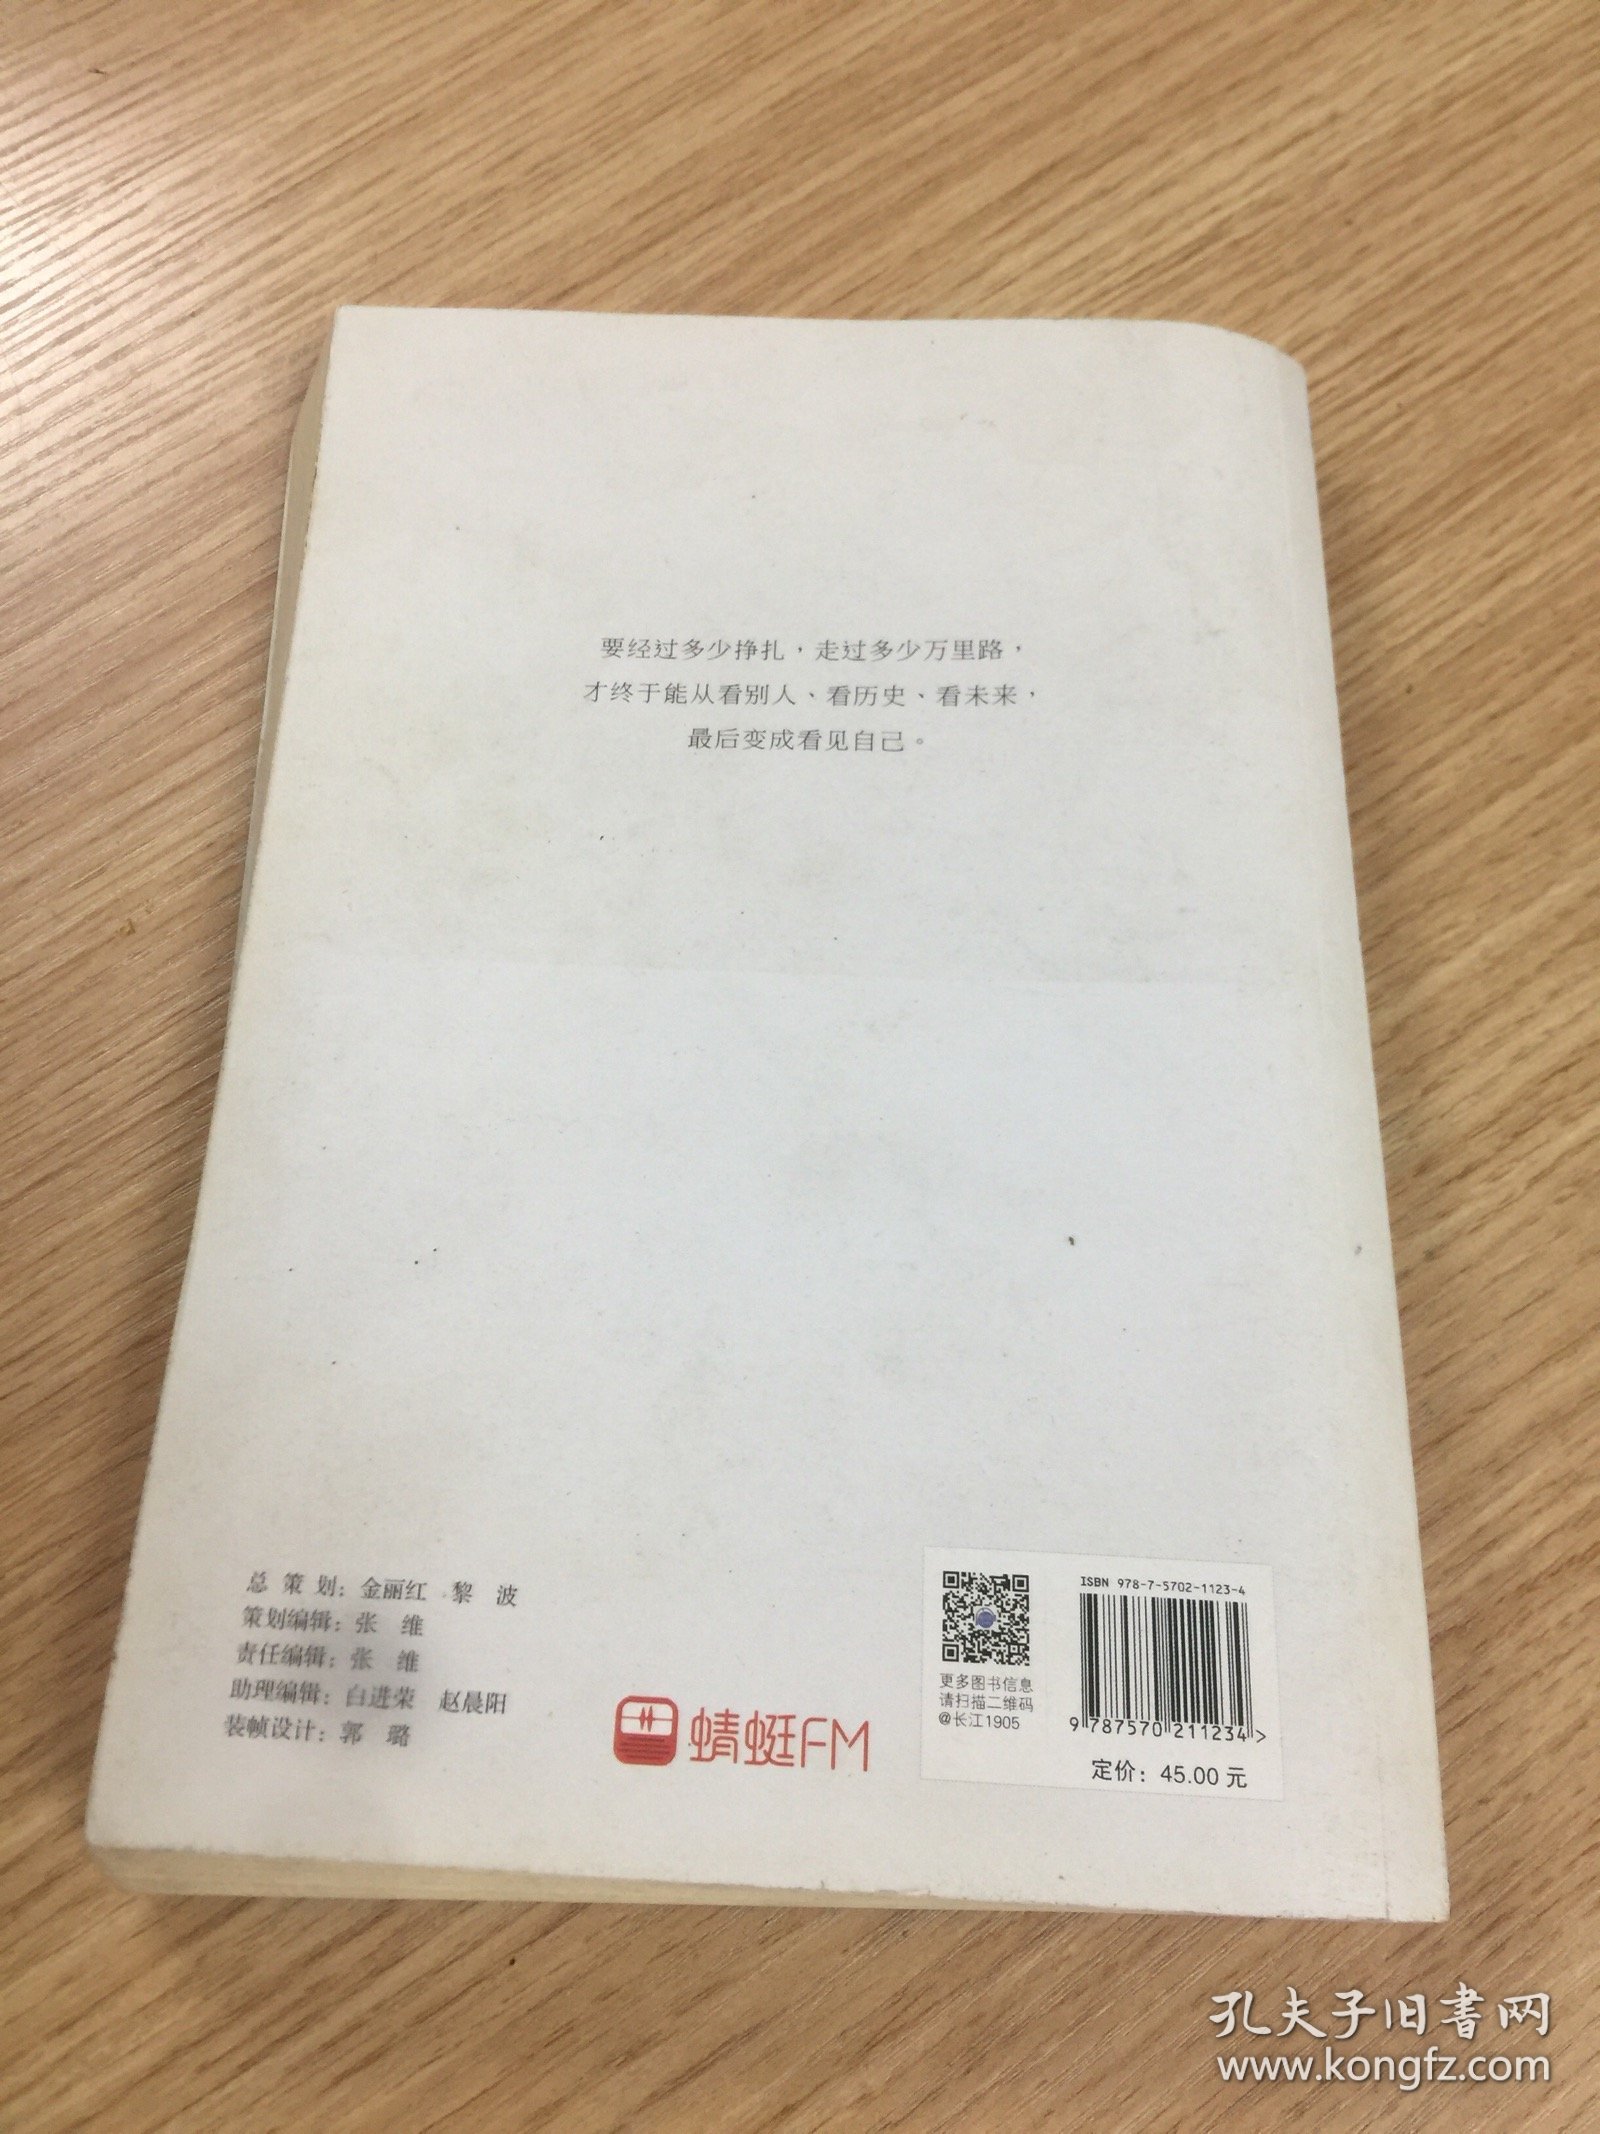 要经过多少挣扎，走过多少万里路，
才终于能从看别人、看历史、看未来，
最后变成看见自己。
总 策 划：金丽红 黎 波
策划编辑：张 维
责任编辑：张 维
助理编辑：白进荣 赵晨阳
装帧设计：郭 璐
蜻蜓FM
更多图书信息
请扫描二维码
@长江1905
ISBN 978-7-5702-1123-4
9 787570 211234 >
定价：45.00 元
孔夫子旧書网
www.kongfz.com